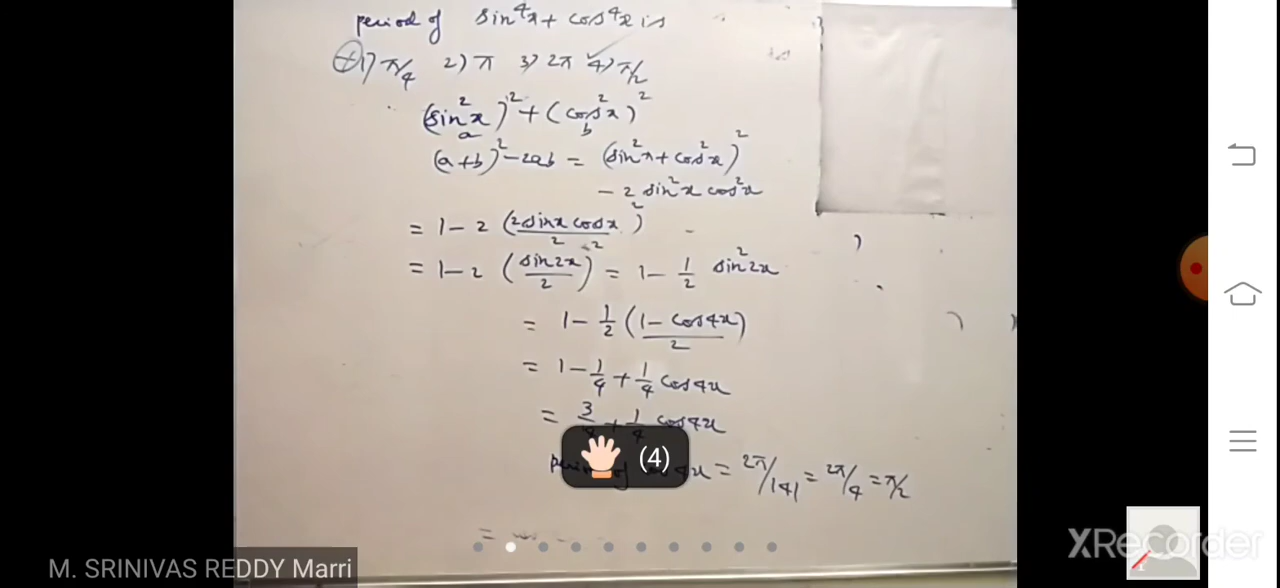 period of sin⁴x + cos⁴x is
1) π/4 2) π 3) 2π 4) π/2
(sin²x)² + (cos²x)²
a b
(a+b)² - 2ab = (sin²x + cos²x)²
- 2 sin²x cos²x
= 1 - 2 (2 sinx cosx / 2)²
= 1 - 2 (sin2x / 2)² = 1 - 1/2 sin²2x
= 1 - 1/2 (1 - cos4x / 2)
= 1 - 1/4 + 1/4 cos4x
= 3/4 + 1/4 cos4x
(4)
= 2π/|4| = 2π/4 = π/2
M. SRINIVAS REDDY Marri
XRecorder